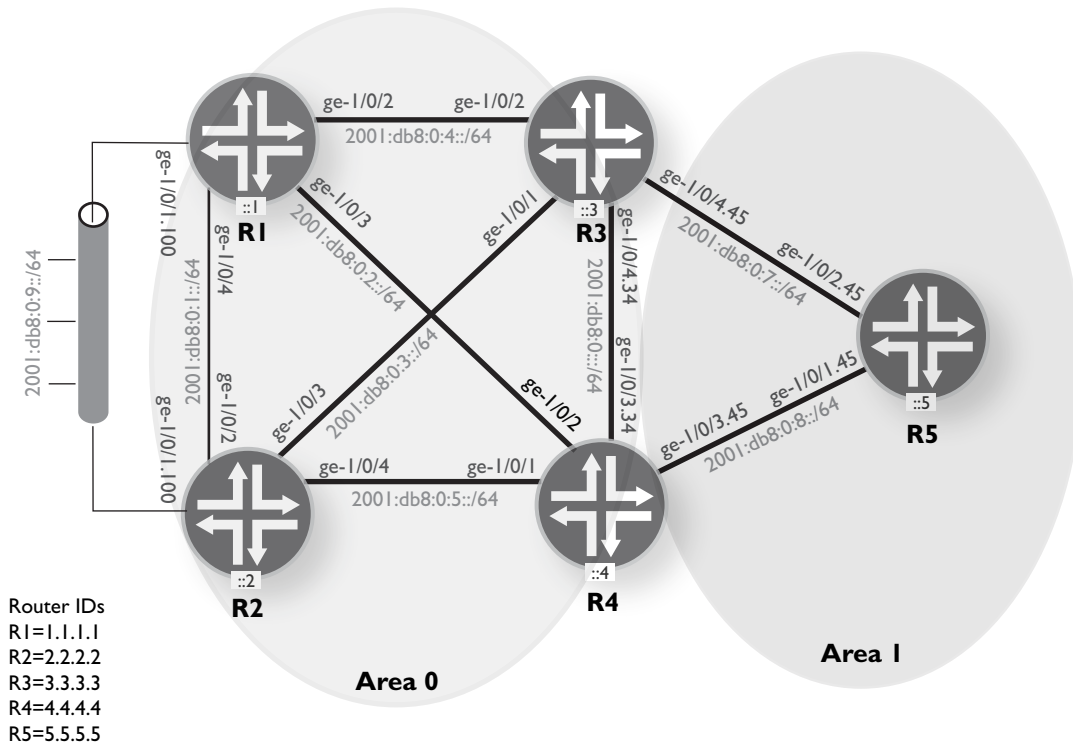 ge-1/0/2
ge-1/0/2
2001:db8:0:4::/64
ge-1/0/1.100
::1
R1
ge-1/0/3
2001:db8:0:2::/64
ge-1/0/1
::3
R3
ge-1/0/4.45
2001:db8:0:7::/64
ge-1/0/2.45
2001:db8:0:9::/64
ge-1/0/4
2001:db8:0:1::/64
ge-1/0/2
ge-1/0/4.34
2001:db8:0:::/64
ge-1/0/3.34
ge-1/0/3
2001:db8:0:3::/64
ge-1/0/2
ge-1/0/1.45
ge-1/0/3.45
2001:db8:0:8::/64
::5
R5
ge-1/0/1.100
ge-1/0/4
ge-1/0/1
2001:db8:0:5::/64
::2
R2
::4
R4
Area 0
Area 1
Router IDs
R1=1.1.1.1
R2=2.2.2.2
R3=3.3.3.3
R4=4.4.4.4
R5=5.5.5.5